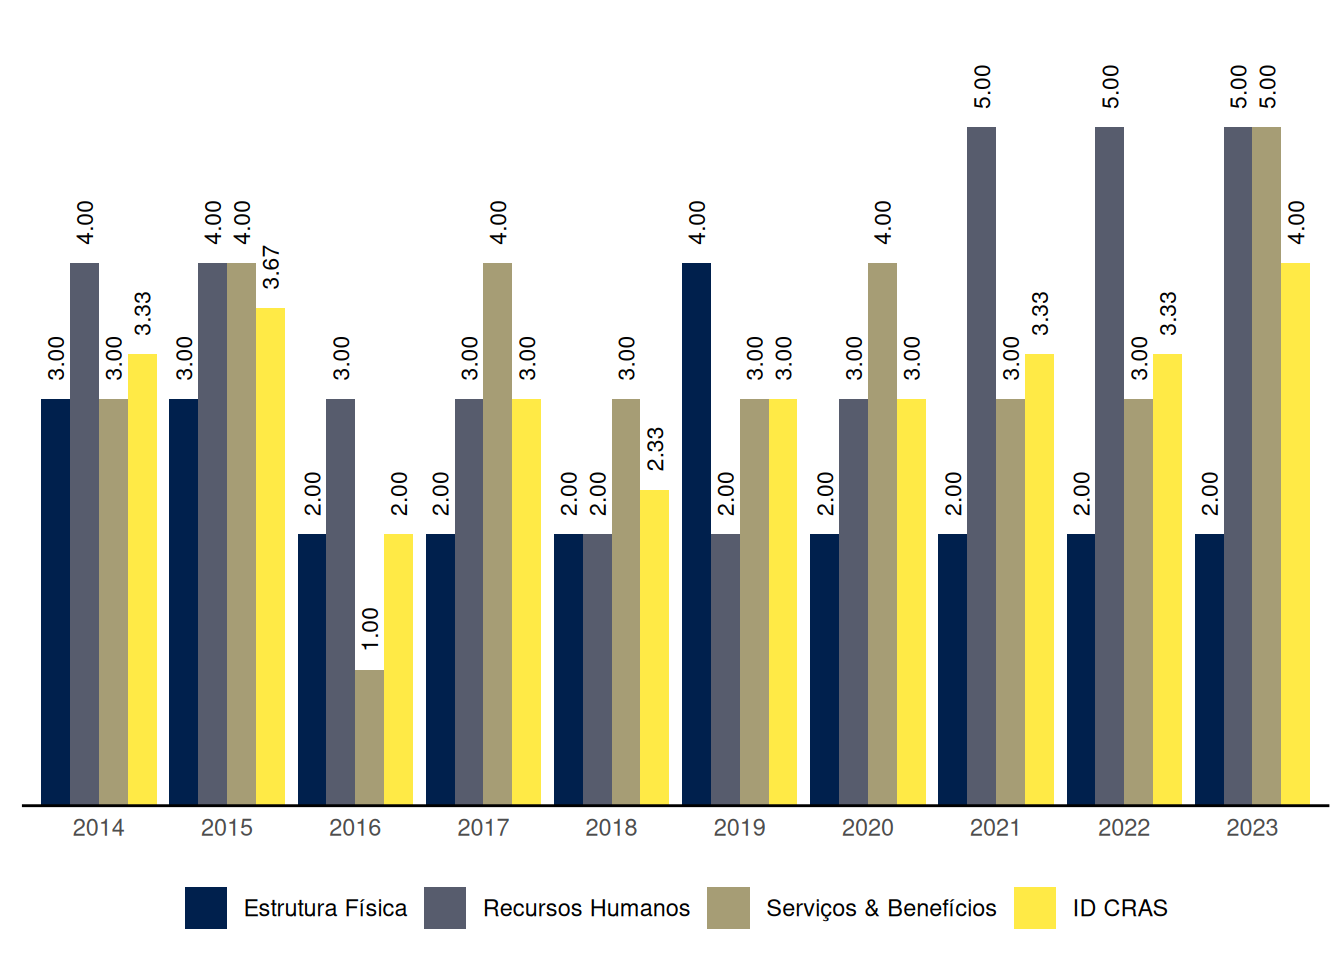 3.00 4.00 3.00 3.33
3.00 4.00 4.00 3.67
2.00 3.00 1.00 2.00
2.00 3.00 4.00 3.00
2.00 2.00 3.00 2.33
4.00 2.00 3.00 3.00
2.00 3.00 4.00 3.00
2.00 5.00 3.00 3.33
2.00 5.00 3.00 3.33
2.00 5.00 5.00 4.00
2014 2015 2016 2017 2018 2019 2020 2021 2022 2023
Estrutura Física Recursos Humanos Serviços & Benefícios ID CRAS